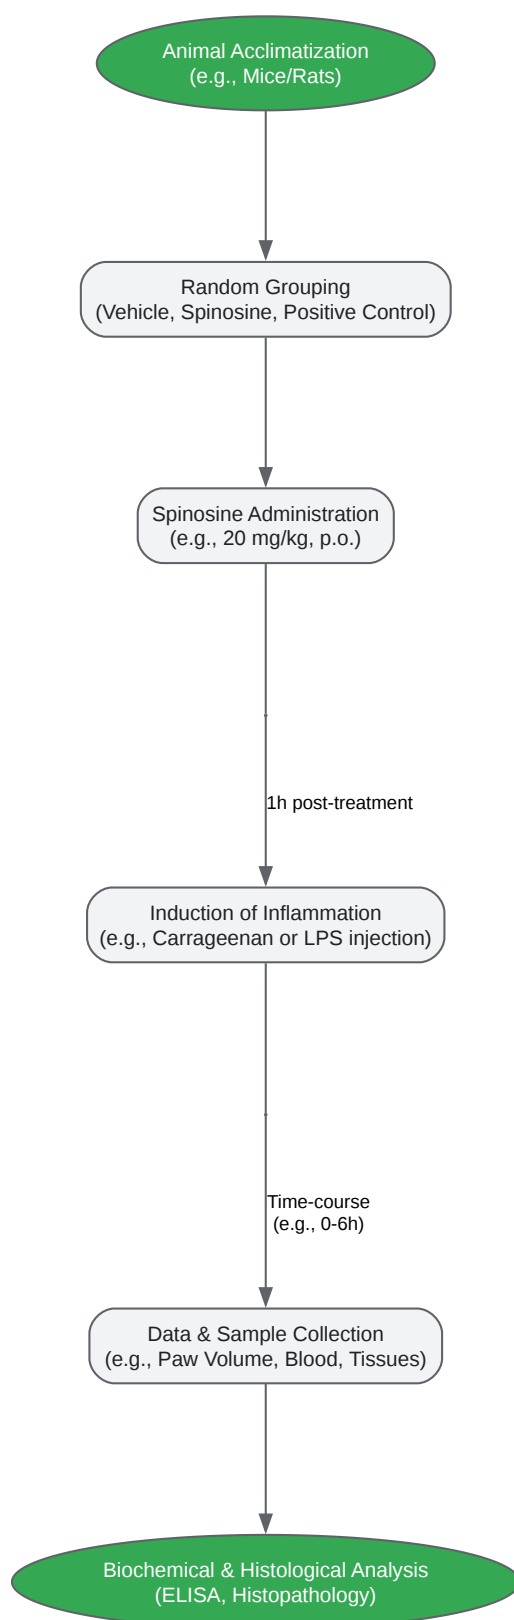 Animal Acclimatization
(e.g., Mice/Rats)
Random Grouping
(Vehicle, Spinosine, Positive Control)
Spinosine Administration
(e.g., 20 mg/kg, p.o.)
1h post-treatment
Induction of Inflammation
(e.g., Carrageenan or LPS injection)
Time-course
(e.g., 0-6h)
Data & Sample Collection
(e.g., Paw Volume, Blood, Tissues)
Biochemical & Histological Analysis
(ELISA, Histopathology)